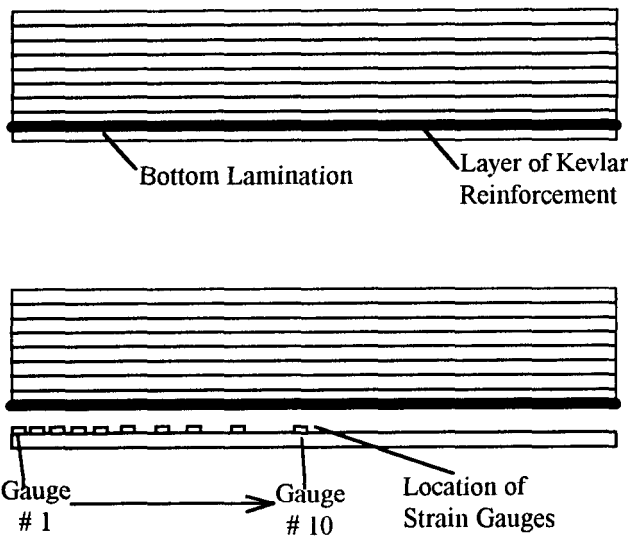 Bottom Lamination
Layer of Kevlar
Reinforcement
Gauge
# 1
Gauge
# 10
Location of
Strain Gauges